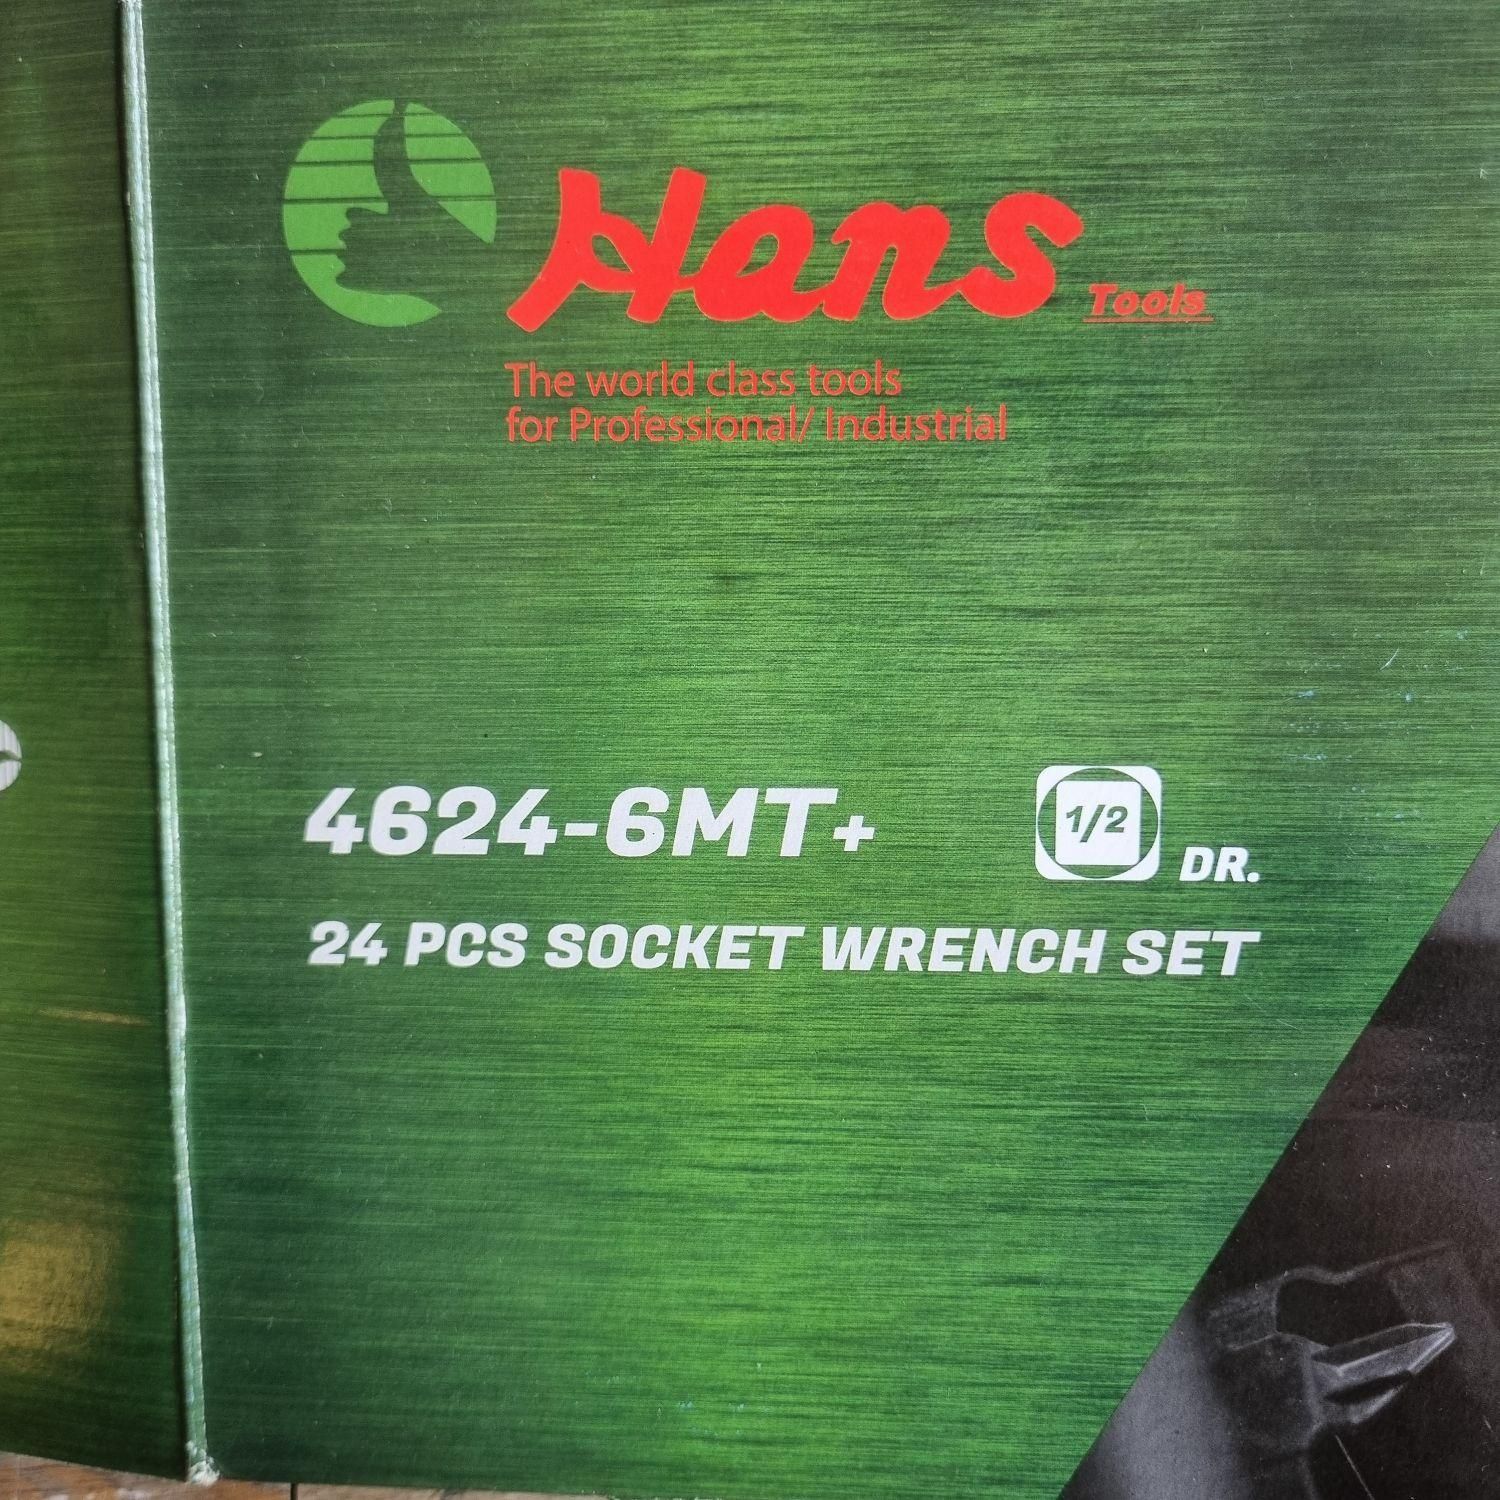 Hans Tools
The world class tools
for Professional/ Industrial
4624-6MT+
1/2 DR.
24 PCS SOCKET WRENCH SET